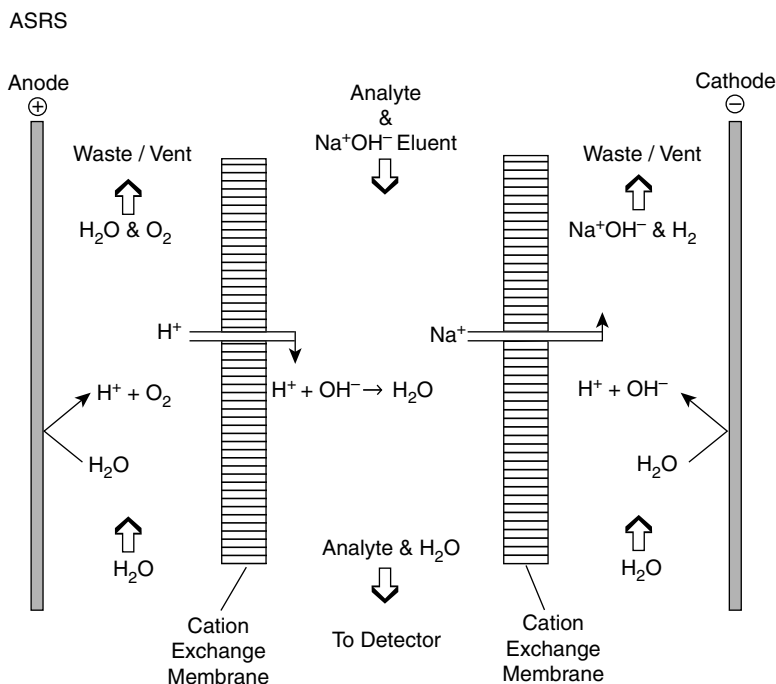 ASRS
Anode
⊕
Cathode
⊖
Analyte
&
Na⁺OH⁻ Eluent
Waste / Vent
H₂O & O₂
Waste / Vent
Na⁺OH⁻ & H₂
H⁺
Na⁺
H⁺ + O₂
H⁺ + OH⁻ → H₂O
H⁺ + OH⁻
H₂O
H₂O
H₂O
Analyte & H₂O
H₂O
Cation
Exchange
Membrane
To Detector
Cation
Exchange
Membrane